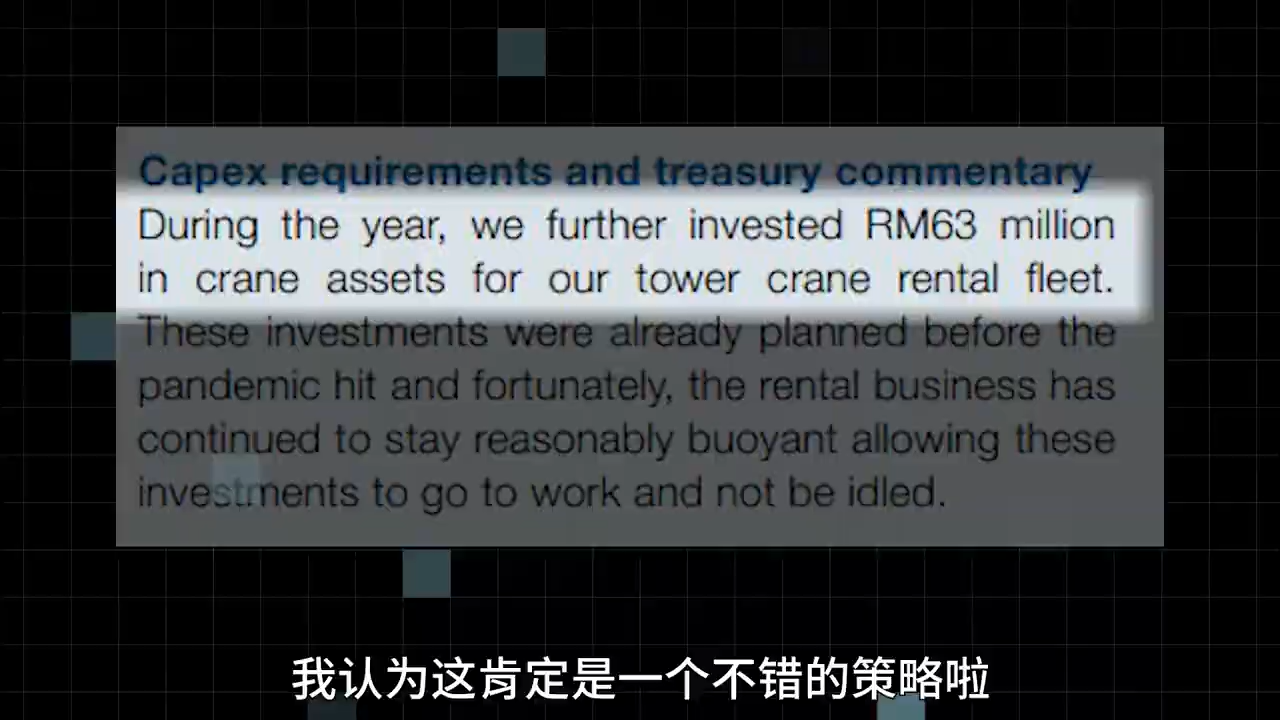 Capex requirements and treasury commentary
During the year, we further invested RM63 million
in crane assets for our tower crane rental fleet.
These investments were already planned before the
pandemic hit and fortunately, the rental business has
continued to stay reasonably buoyant allowing these
investments to go to work and not be idled.
我认为这肯定是一个不错的策略啦